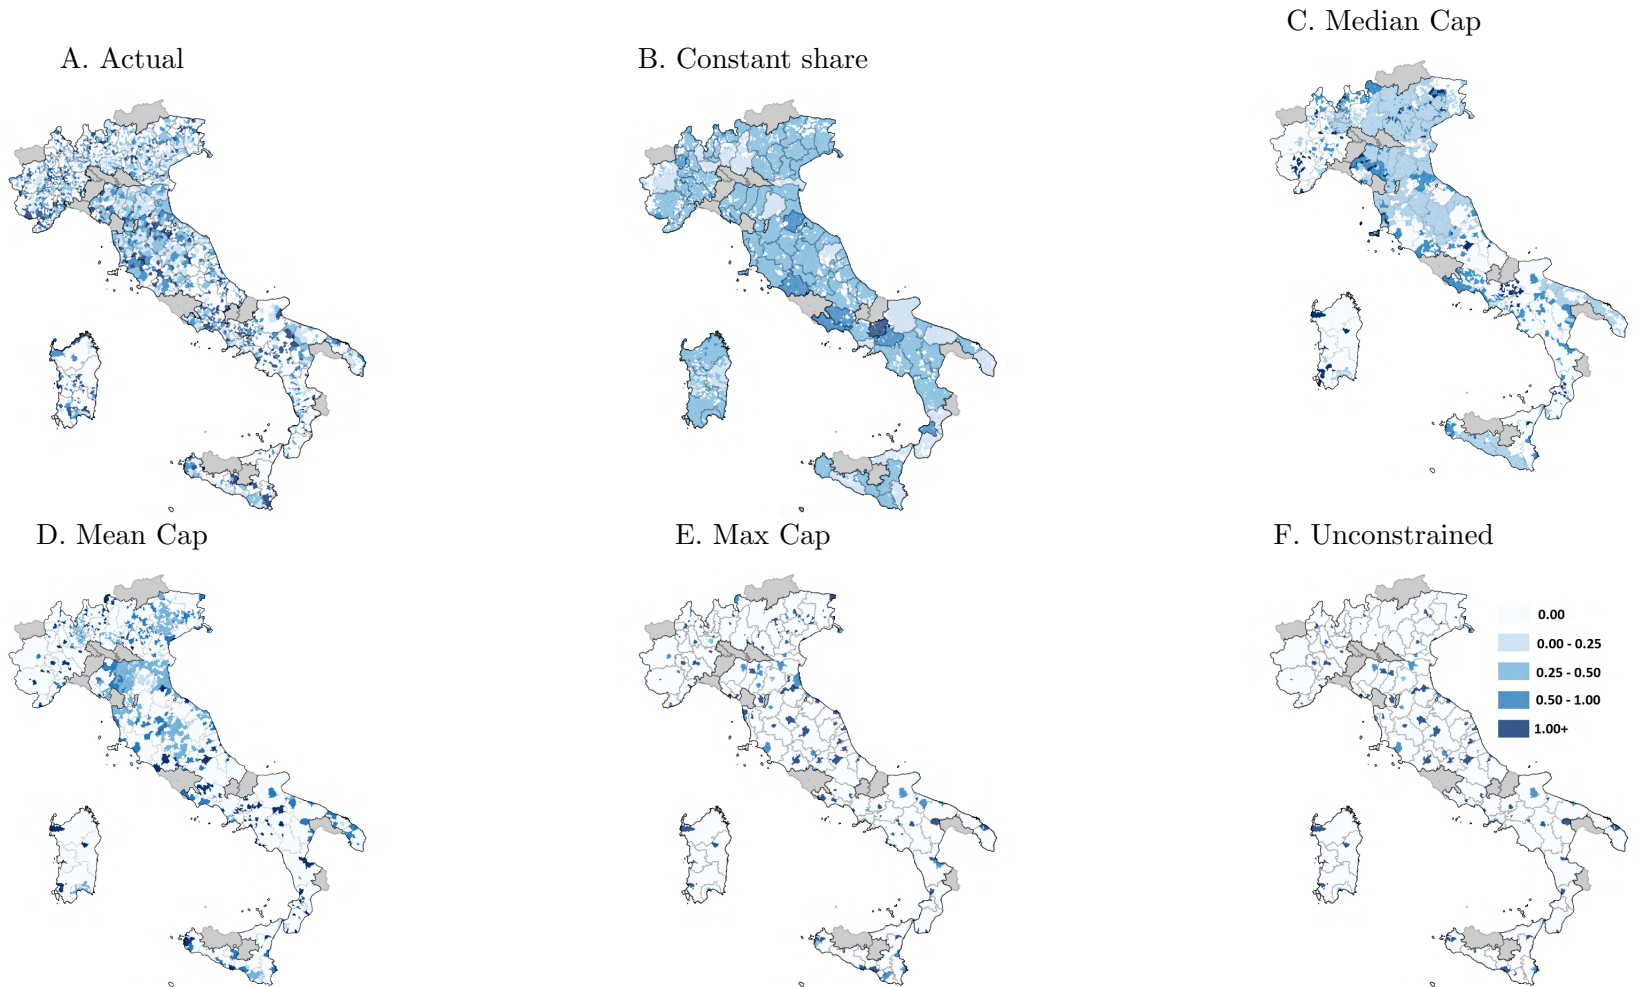 A. Actual
B. Constant share
C. Median Cap
D. Mean Cap
E. Max Cap
F. Unconstrained
0.00
0.00 - 0.25
0.25 - 0.50
0.50 - 1.00
1.00+